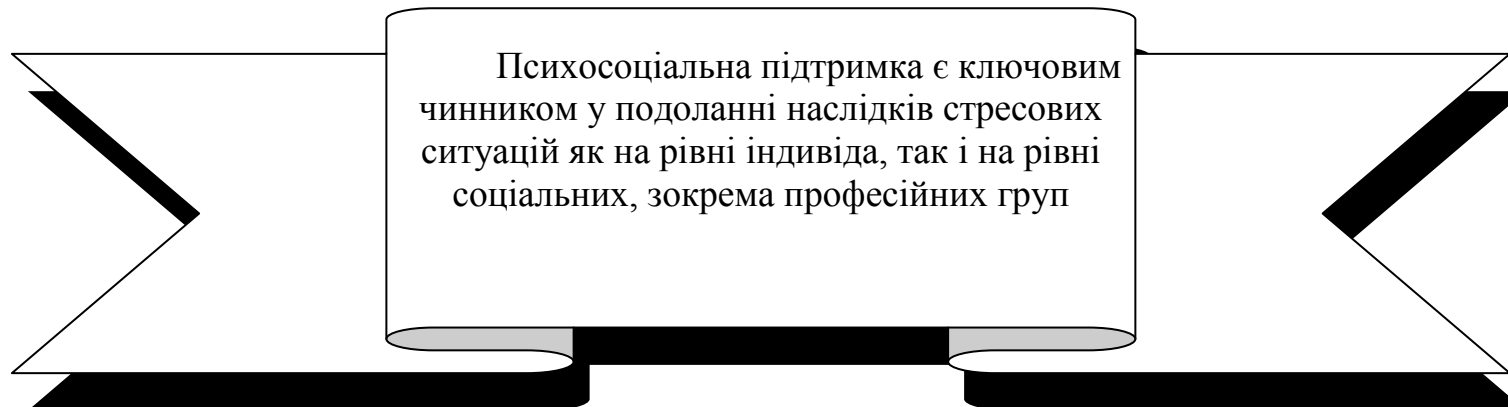 Психосоціальна підтримка є ключовим
чинником у подоланні наслідків стресових
ситуацій як на рівні індивіда, так і на рівні
соціальних, зокрема професійних груп